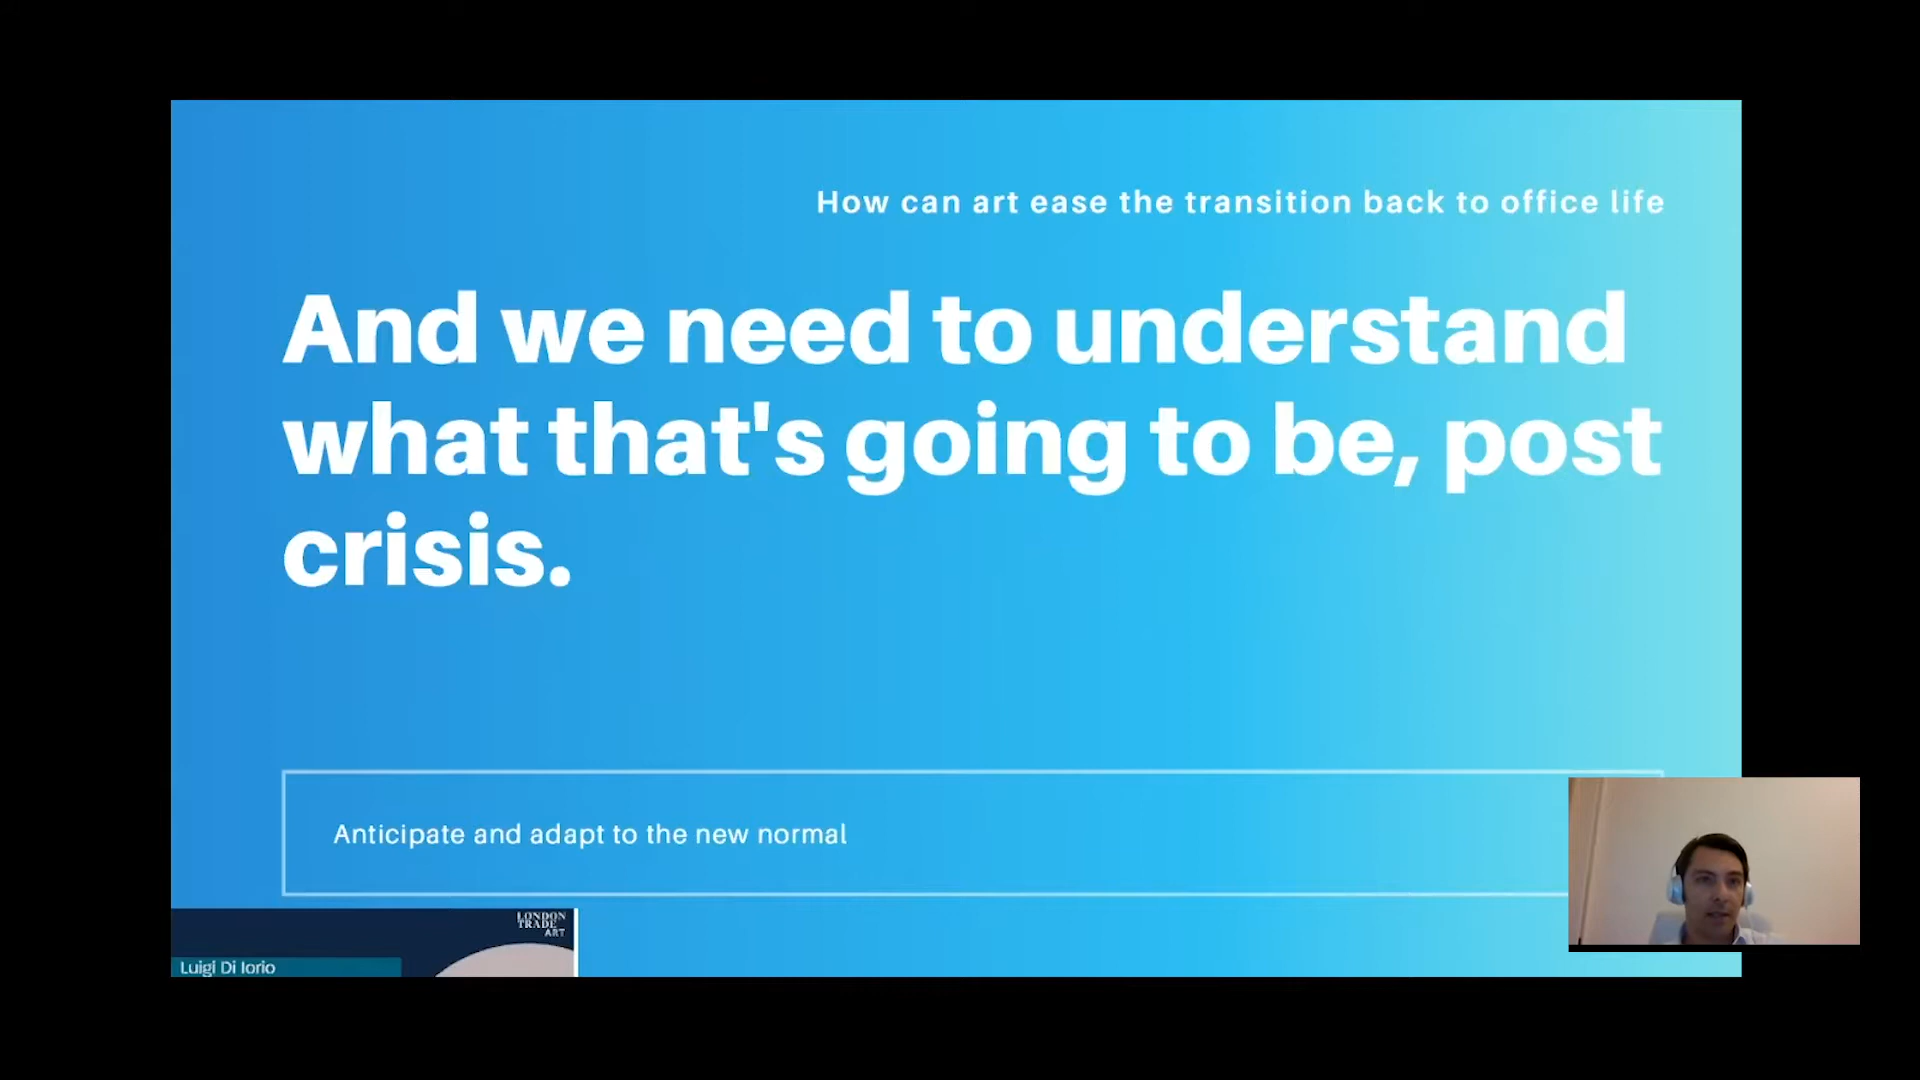 How can art ease the transition back to office life
And we need to understand
what that's going to be, post
crisis.
Anticipate and adapt to the new normal
LONDON
TRADE
ART
Luigi Di Iorio